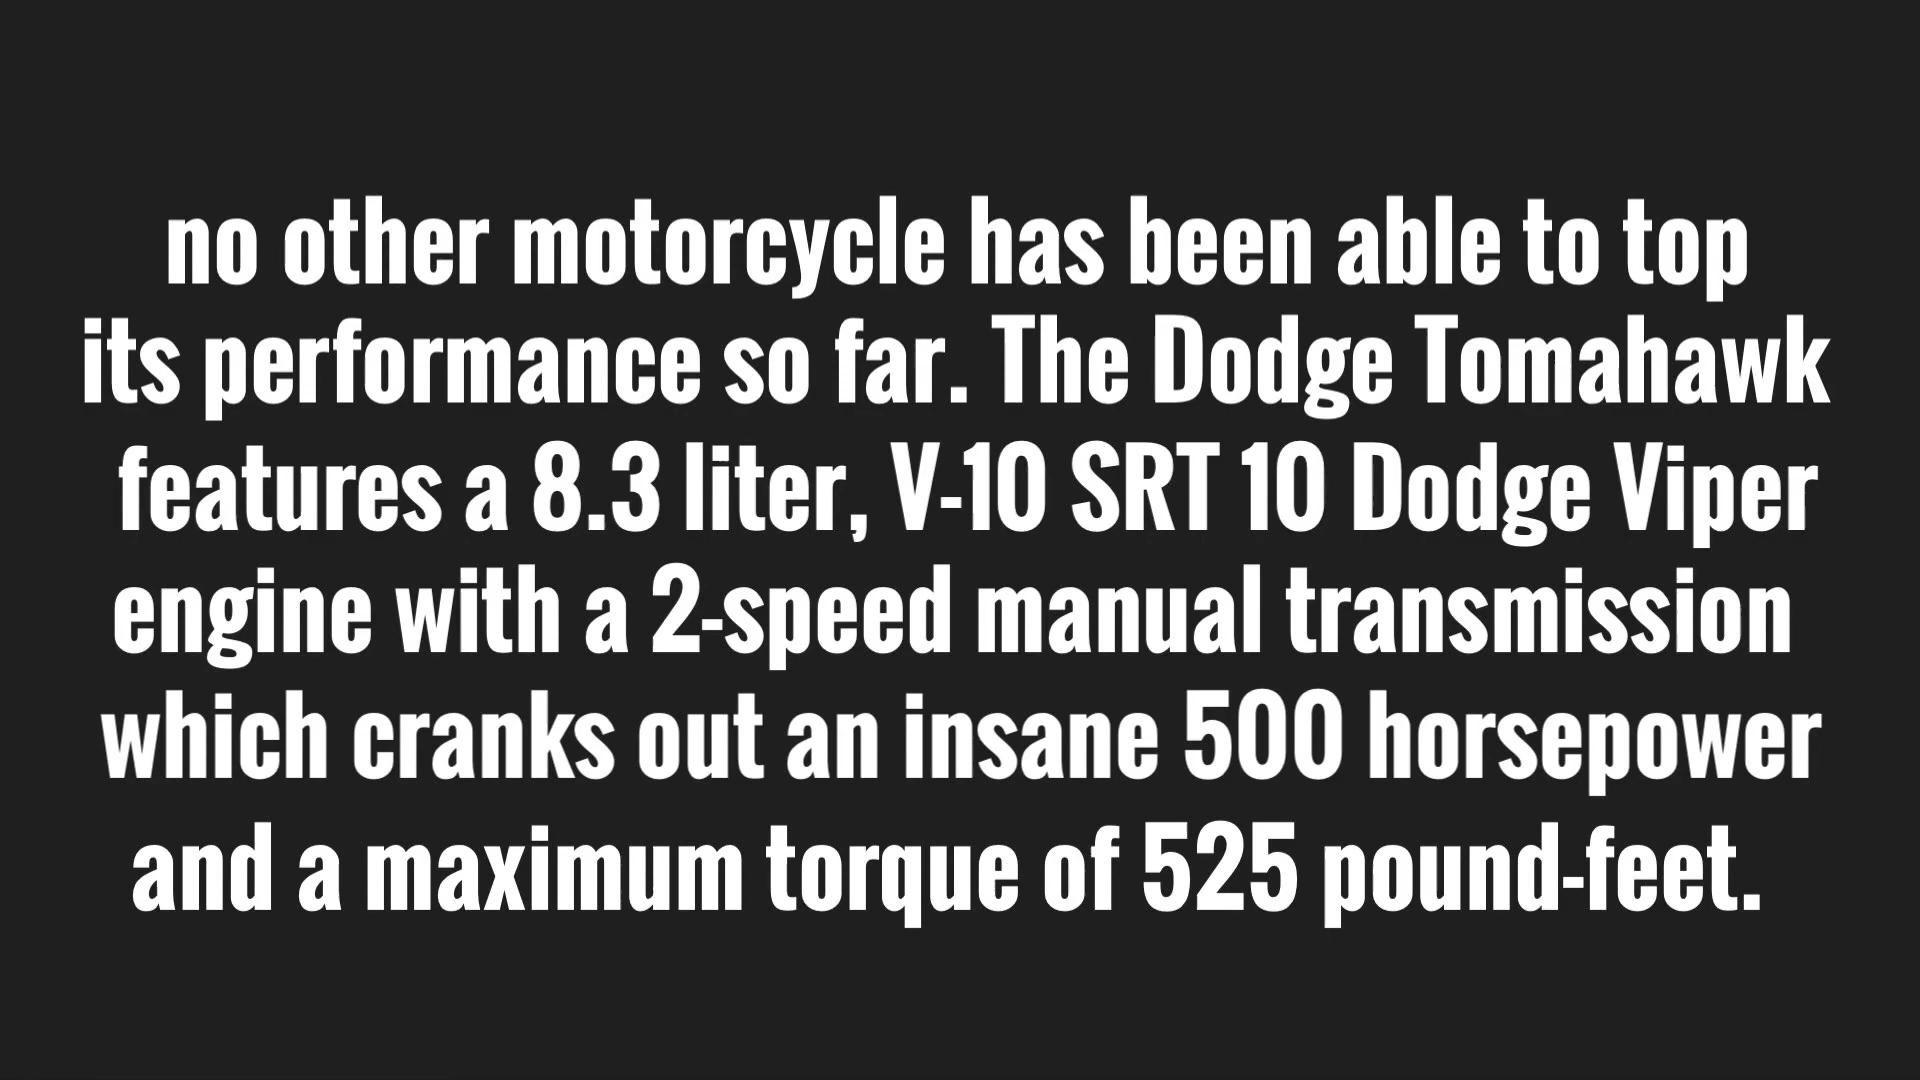 no other motorcycle has been able to top
its performance so far. The Dodge Tomahawk
features a 8.3 liter, V-10 SRT 10 Dodge Viper
engine with a 2-speed manual transmission
which cranks out an insane 500 horsepower
and a maximum torque of 525 pound-feet.